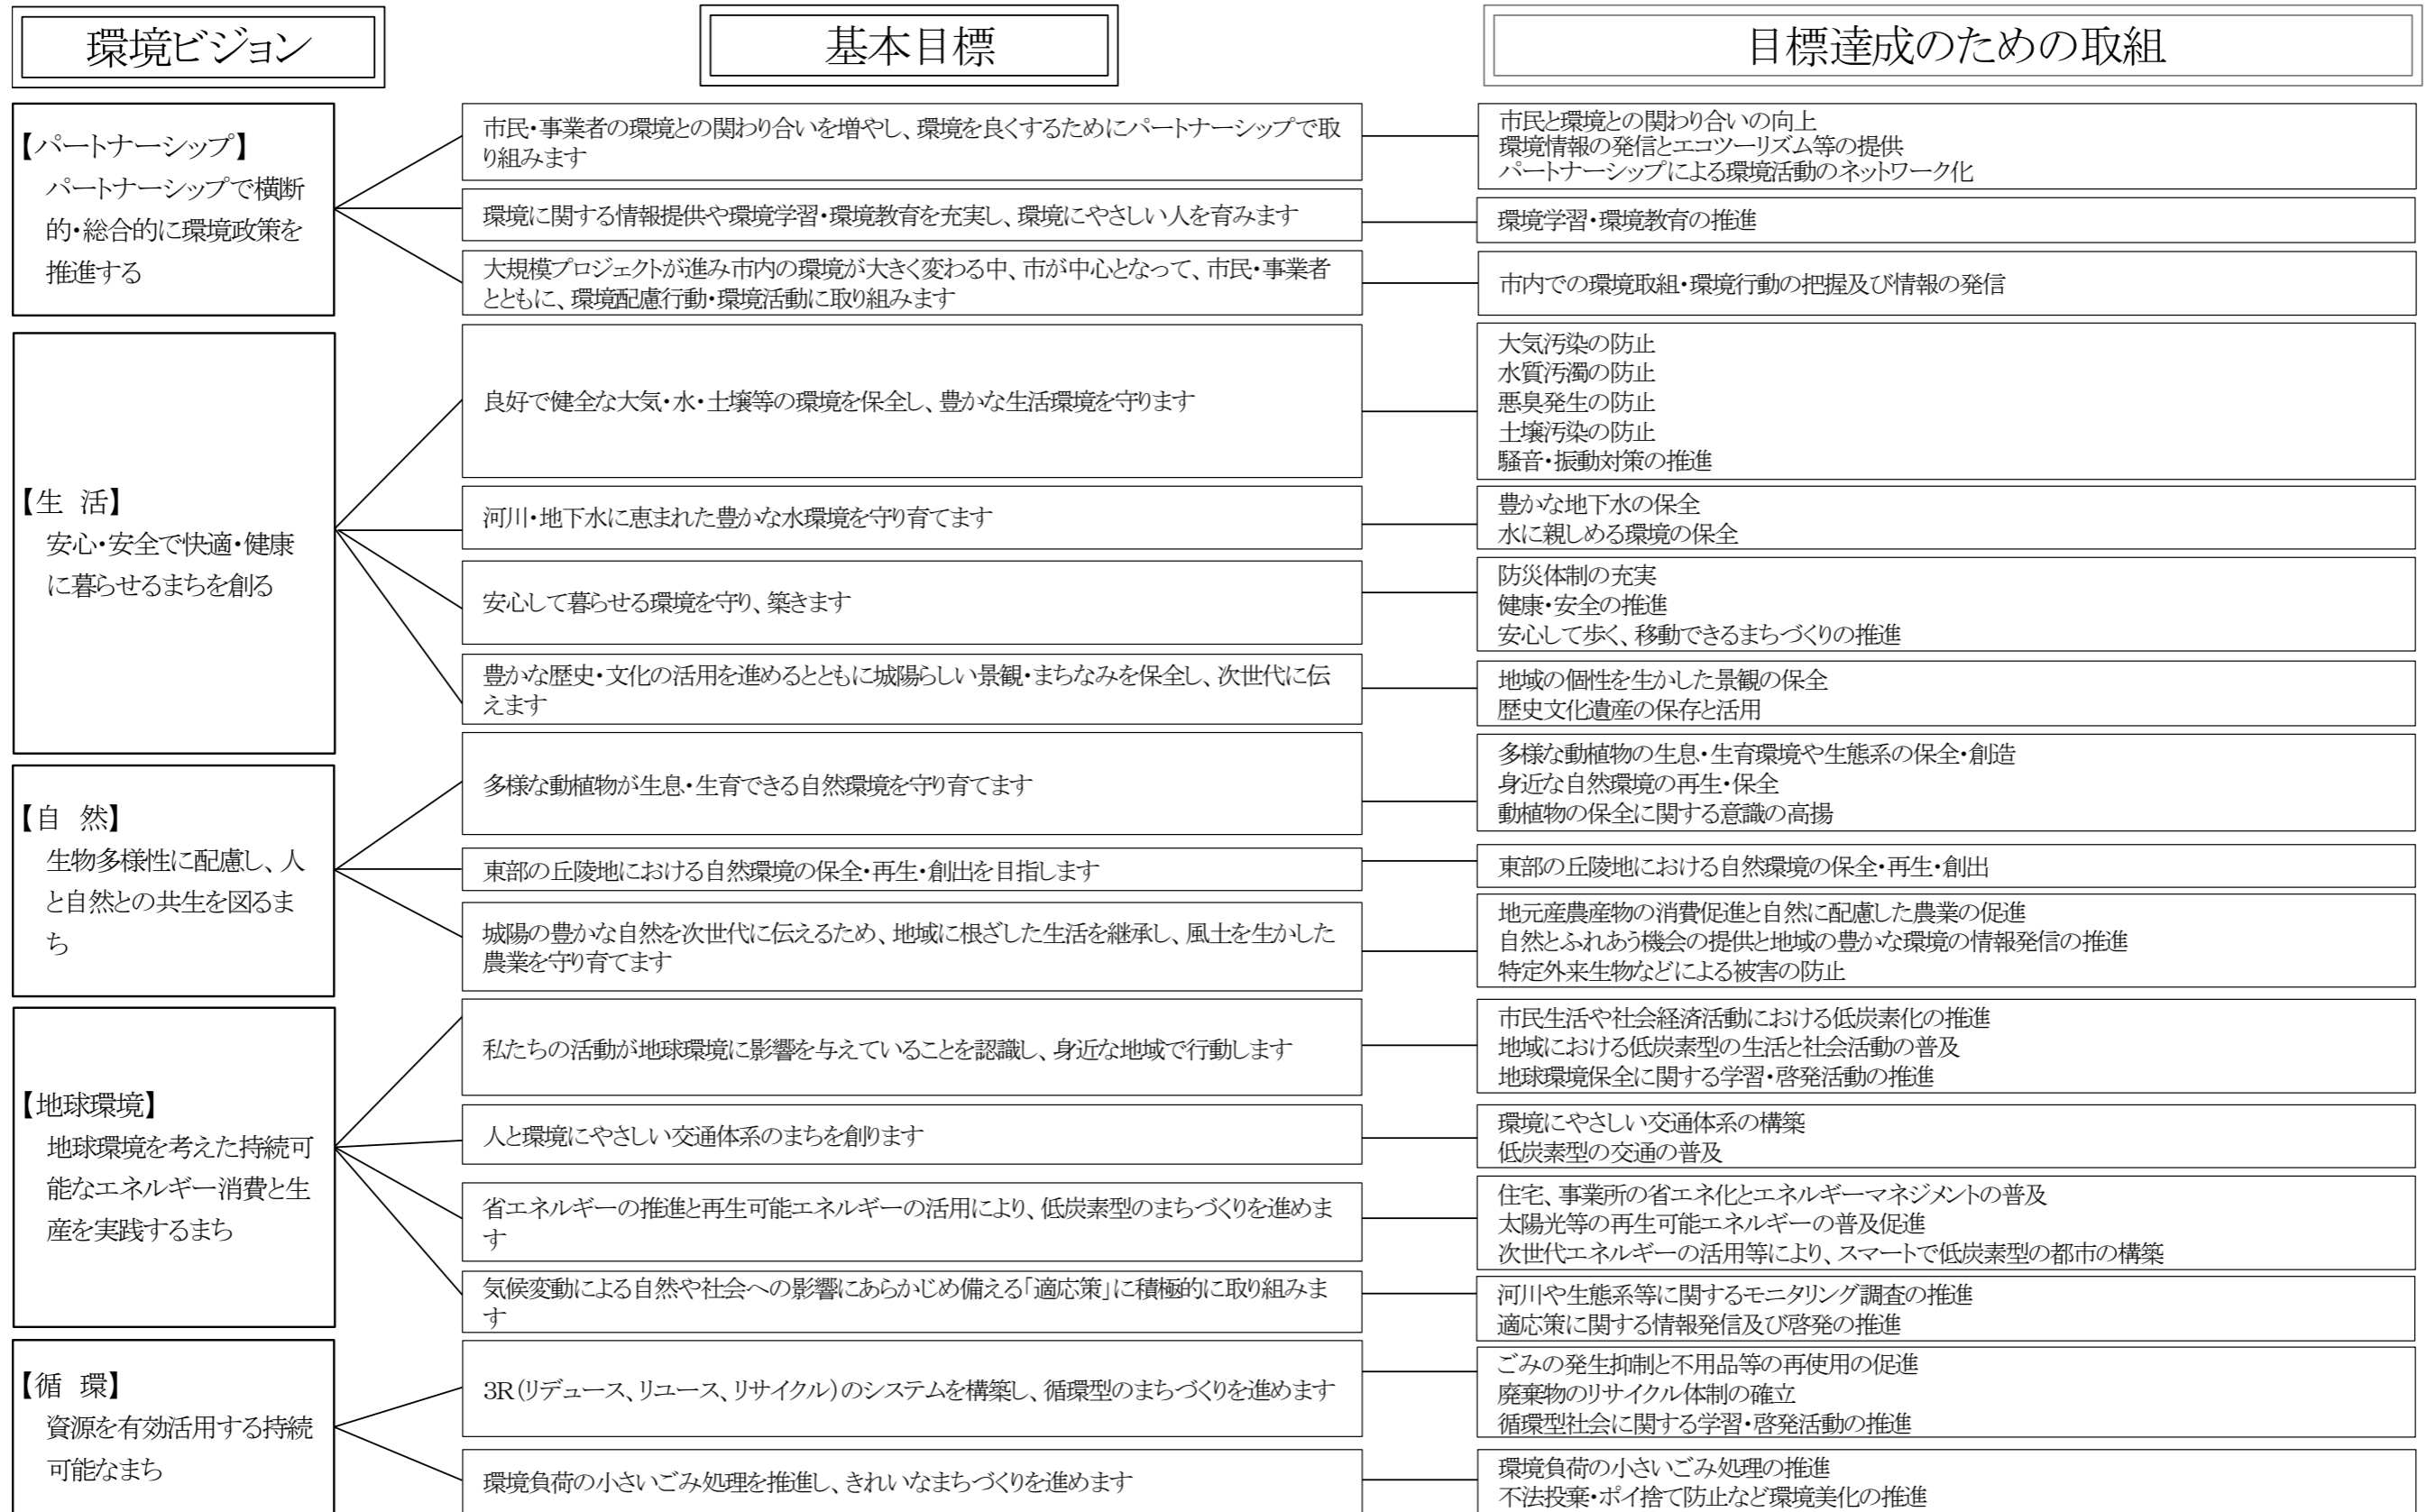 環境ビジョン
基本目標
目標達成のための取組
【パートナーシップ】
パートナーシップで横断
的・総合的に環境政策を
推進する
市民・事業者の環境との関わり合いを増やし、環境を良くするためにパートナーシップで取
り組みます
市民と環境との関わり合いの向上
環境情報の発信とエコツーリズム等の提供
パートナーシップによる環境活動のネットワーク化
環境に関する情報提供や環境学習・環境教育を充実し、環境にやさしい人を育みます
環境学習・環境教育の推進
大規模プロジェクトが進み市内の環境が大きく変わる中、市が中心となって、市民・事業者
とともに、環境配慮行動・環境活動に取り組みます
市内での環境取組・環境行動の把握及び情報の発信
【生　活】
安心・安全で快適・健康
に暮らせるまちを創る
良好で健全な大気・水・土壌等の環境を保全し、豊かな生活環境を守ります
大気汚染の防止
水質汚濁の防止
悪臭発生の防止
土壌汚染の防止
騒音・振動対策の推進
河川・地下水に恵まれた豊かな水環境を守り育てます
豊かな地下水の保全
水に親しめる環境の保全
安心して暮らせる環境を守り、築きます
防災体制の充実
健康・安全の推進
安心して歩く、移動できるまちづくりの推進
豊かな歴史・文化の活用を進めるとともに城陽らしい景観・まちなみを保全し、次世代に伝
えます
地域の個性を生かした景観の保全
歴史文化遺産の保存と活用
【自　然】
生物多様性に配慮し、人
と自然との共生を図るま
ち
多様な動植物が生息・生育できる自然環境を守り育てます
多様な動植物の生息・生育環境や生態系の保全・創造
身近な自然環境の再生・保全
動植物の保全に関する意識の高揚
東部の丘陵地における自然環境の保全・再生・創出を目指します
東部の丘陵地における自然環境の保全・再生・創出
城陽の豊かな自然を次世代に伝えるため、地域に根ざした生活を継承し、風土を生かした
農業を守り育てます
地元産農産物の消費促進と自然に配慮した農業の促進
自然とふれあう機会の提供と地域の豊かな環境の情報発信の推進
特定外来生物などによる被害の防止
【地球環境】
地球環境を考えた持続可
能なエネルギー消費と生
産を実践するまち
私たちの活動が地球環境に影響を与えていることを認識し、身近な地域で行動します
市民生活や社会経済活動における低炭素化の推進
地域における低炭素型の生活と社会活動の普及
地球環境保全に関する学習・啓発活動の推進
人と環境にやさしい交通体系のまちを創ります
環境にやさしい交通体系の構築
低炭素型の交通の普及
省エネルギーの推進と再生可能エネルギーの活用により、低炭素型のまちづくりを進めま
す
住宅、事業所の省エネ化とエネルギーマネジメントの普及
太陽光等の再生可能エネルギーの普及促進
次世代エネルギーの活用等により、スマートで低炭素型の都市の構築
気候変動による自然や社会への影響にあらかじめ備える「適応策」に積極的に取り組みま
す
河川や生態系等に関するモニタリング調査の推進
適応策に関する情報発信及び啓発の推進
【循　環】
資源を有効活用する持続
可能なまち
3R（リデュース、リユース、リサイクル）のシステムを構築し、循環型のまちづくりを進めます
ごみの発生抑制と不用品等の再使用の促進
廃棄物のリサイクル体制の確立
循環型社会に関する学習・啓発活動の推進
環境負荷の小さいごみ処理を推進し、きれいなまちづくりを進めます
環境負荷の小さいごみ処理の推進
不法投棄・ポイ捨て防止など環境美化の推進